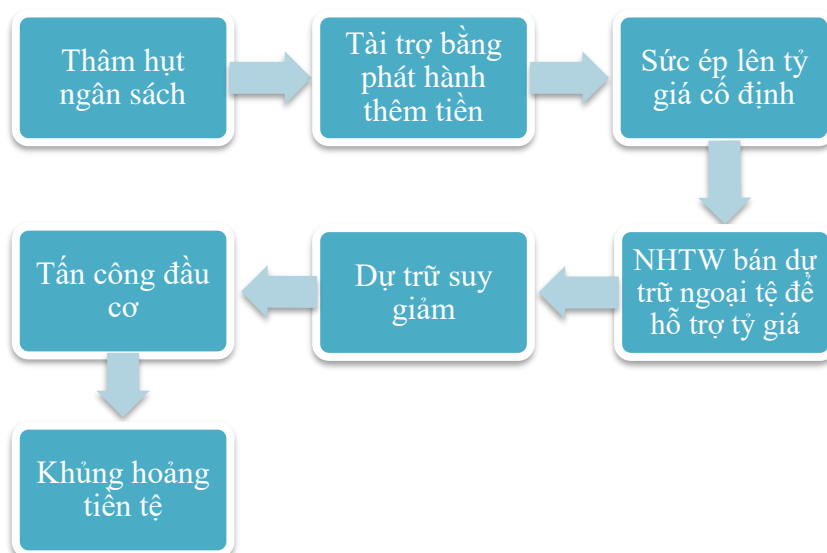 Thâm hụt
ngân sách
Tài trợ bằng
phát hành
thêm tiền
Sức ép lên tỷ
giá cố định
NHTW bán dự
trữ ngoại tệ để
hỗ trợ tỷ giá
Dự trữ suy
giảm
Tấn công đầu
cơ
Khủng hoảng
tiền tệ